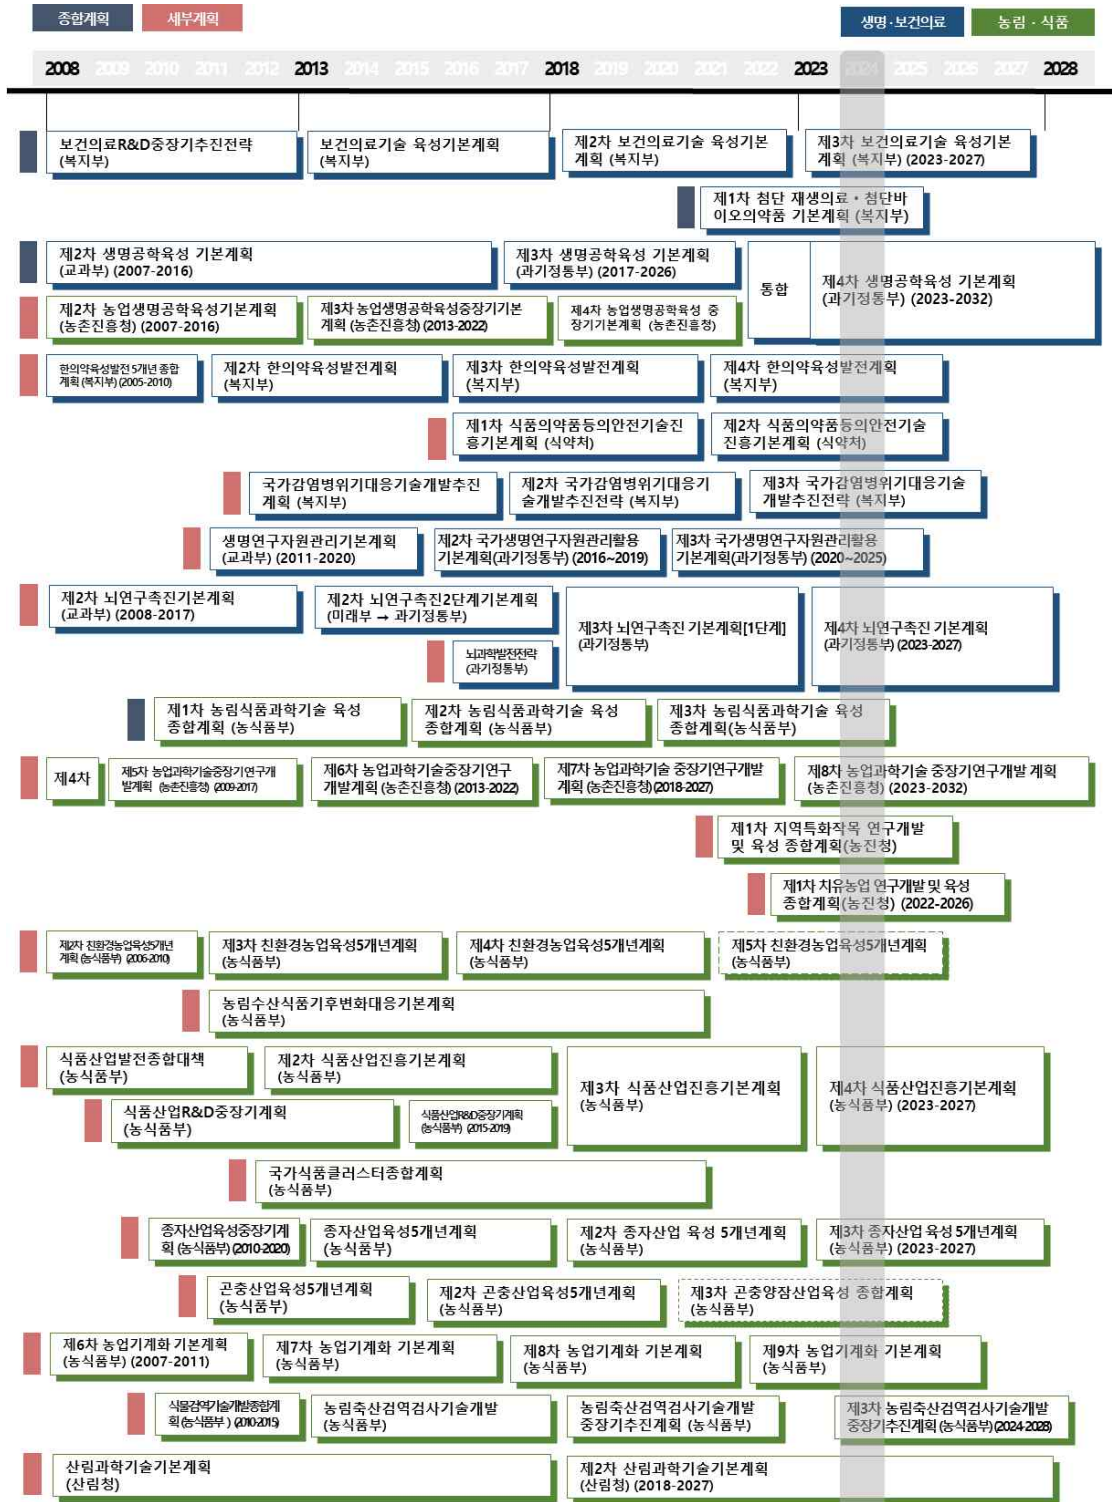 종합계획
세부계획
생명·보건의료
농림·식품
2008 2009 2010 2011 2012 2013 2014 2015 2016 2017 2018 2019 2020 2021 2022 2023 2024 2025 2026 2027 2028
보건의료R&D중장기추진전략
(복지부)
보건의료기술 육성기본계획
(복지부)
제2차 보건의료기술 육성기본
계획 (복지부)
제3차 보건의료기술 육성기본
계획 (복지부) (2023-2027)
제1차 첨단 재생의료·첨단바
이오의약품 기본계획 (복지부)
제2차 생명공학육성 기본계획
(교과부) (2007-2016)
제3차 생명공학육성 기본계획
(과기정통부) (2017-2026)
통합
제4차 생명공학육성 기본계획
(과기정통부) (2023-2032)
제2차 농업생명공학육성기본계획
(농촌진흥청) (2007-2016)
제3차 농업생명공학육성중장기기본
계획 (농촌진흥청) (2013-2022)
제4차 농업생명공학육성 중
장기기본계획 (농촌진흥청)
한의약육성발전 5개년 종합
계획 (복지부) (2005-2010)
제2차 한의약육성발전계획
(복지부)
제3차 한의약육성발전계획
(복지부)
제4차 한의약육성발전계획
(복지부)
제1차 식품의약품등의안전기술진
흥기본계획 (식약처)
제2차 식품의약품등의안전기술
진흥기본계획 (식약처)
국가감염병위기대응기술개발추진
계획 (복지부)
제2차 국가감염병위기대응기
술개발추진전략 (복지부)
제3차 국가감염병위기대응기술
개발추진전략 (복지부)
생명연구자원관리기본계획
(교과부) (2011-2020)
제2차 국가생명연구자원관리활용
기본계획(과기정통부) (2016~2019)
제3차 국가생명연구자원관리활용
기본계획(과기정통부) (2020~2025)
제2차 뇌연구촉진기본계획
(교과부) (2008-2017)
제2차 뇌연구촉진2단계기본계획
(미래부 → 과기정통부)
제3차 뇌연구촉진 기본계획[1단계]
(과기정통부)
제4차 뇌연구촉진 기본계획
(과기정통부) (2023-2027)
뇌과학발전전략
(과기정통부)
제1차 농림식품과학기술 육성
종합계획 (농식품부)
제2차 농림식품과학기술 육성
종합계획 (농식품부)
제3차 농림식품과학기술 육성
종합계획(농식품부)
제4차
제5차 농업과학기술중장기연구개
발계획 (농촌진흥청) (2009-2017)
제6차 농업과학기술중장기연구
개발계획 (농촌진흥청) (2013-2022)
제7차 농업과학기술 중장기연구개발
계획 (농촌진흥청) (2018-2027)
제8차 농업과학기술 중장기연구개발 계획
(농촌진흥청) (2023-2032)
제1차 지역특화작목 연구개발
및 육성 종합계획(농진청)
제1차 치유농업 연구개발 및 육성
종합계획(농진청) (2022-2026)
제2차 친환경농업육성5개년
계획 (농식품부) (2006-2010)
제3차 친환경농업육성5개년계획
(농식품부)
제4차 친환경농업육성5개년계획
(농식품부)
제5차 친환경농업육성5개년계획
(농식품부)
농림수산식품기후변화대응기본계획
(농식품부)
식품산업발전종합대책
(농식품부)
제2차 식품산업진흥기본계획
(농식품부)
제3차 식품산업진흥기본계획
(농식품부)
제4차 식품산업진흥기본계획
(농식품부) (2023-2027)
식품산업R&D중장기계획
(농식품부)
식품산업R&D중장기계획
(농식품부) (2015-2019)
국가식품클러스터종합계획
(농식품부)
종자산업육성중장기계
획 (농식품부) (2010-2020)
종자산업육성5개년계획
(농식품부)
제2차 종자산업 육성 5개년계획
(농식품부)
제3차 종자산업 육성 5개년계획
(농식품부) (2023-2027)
곤충산업육성5개년계획
(농식품부)
제2차 곤충산업육성5개년계획
(농식품부)
제3차 곤충양잠산업육성 종합계획
(농식품부)
제6차 농업기계화 기본계획
(농식품부) (2007-2011)
제7차 농업기계화 기본계획
(농식품부)
제8차 농업기계화 기본계획
(농식품부)
제9차 농업기계화 기본계획
(농식품부)
식물검역기술개발종합계
획 (농식품부) (2010-2015)
농림축산검역검사기술개발
(농식품부)
농림축산검역검사기술개발
중장기추진계획 (농식품부)
제3차 농림축산검역검사기술개발
중장기추진계획 (농식품부) (2024-2028)
산림과학기술기본계획
(산림청)
제2차 산림과학기술기본계획
(산림청) (2018-2027)